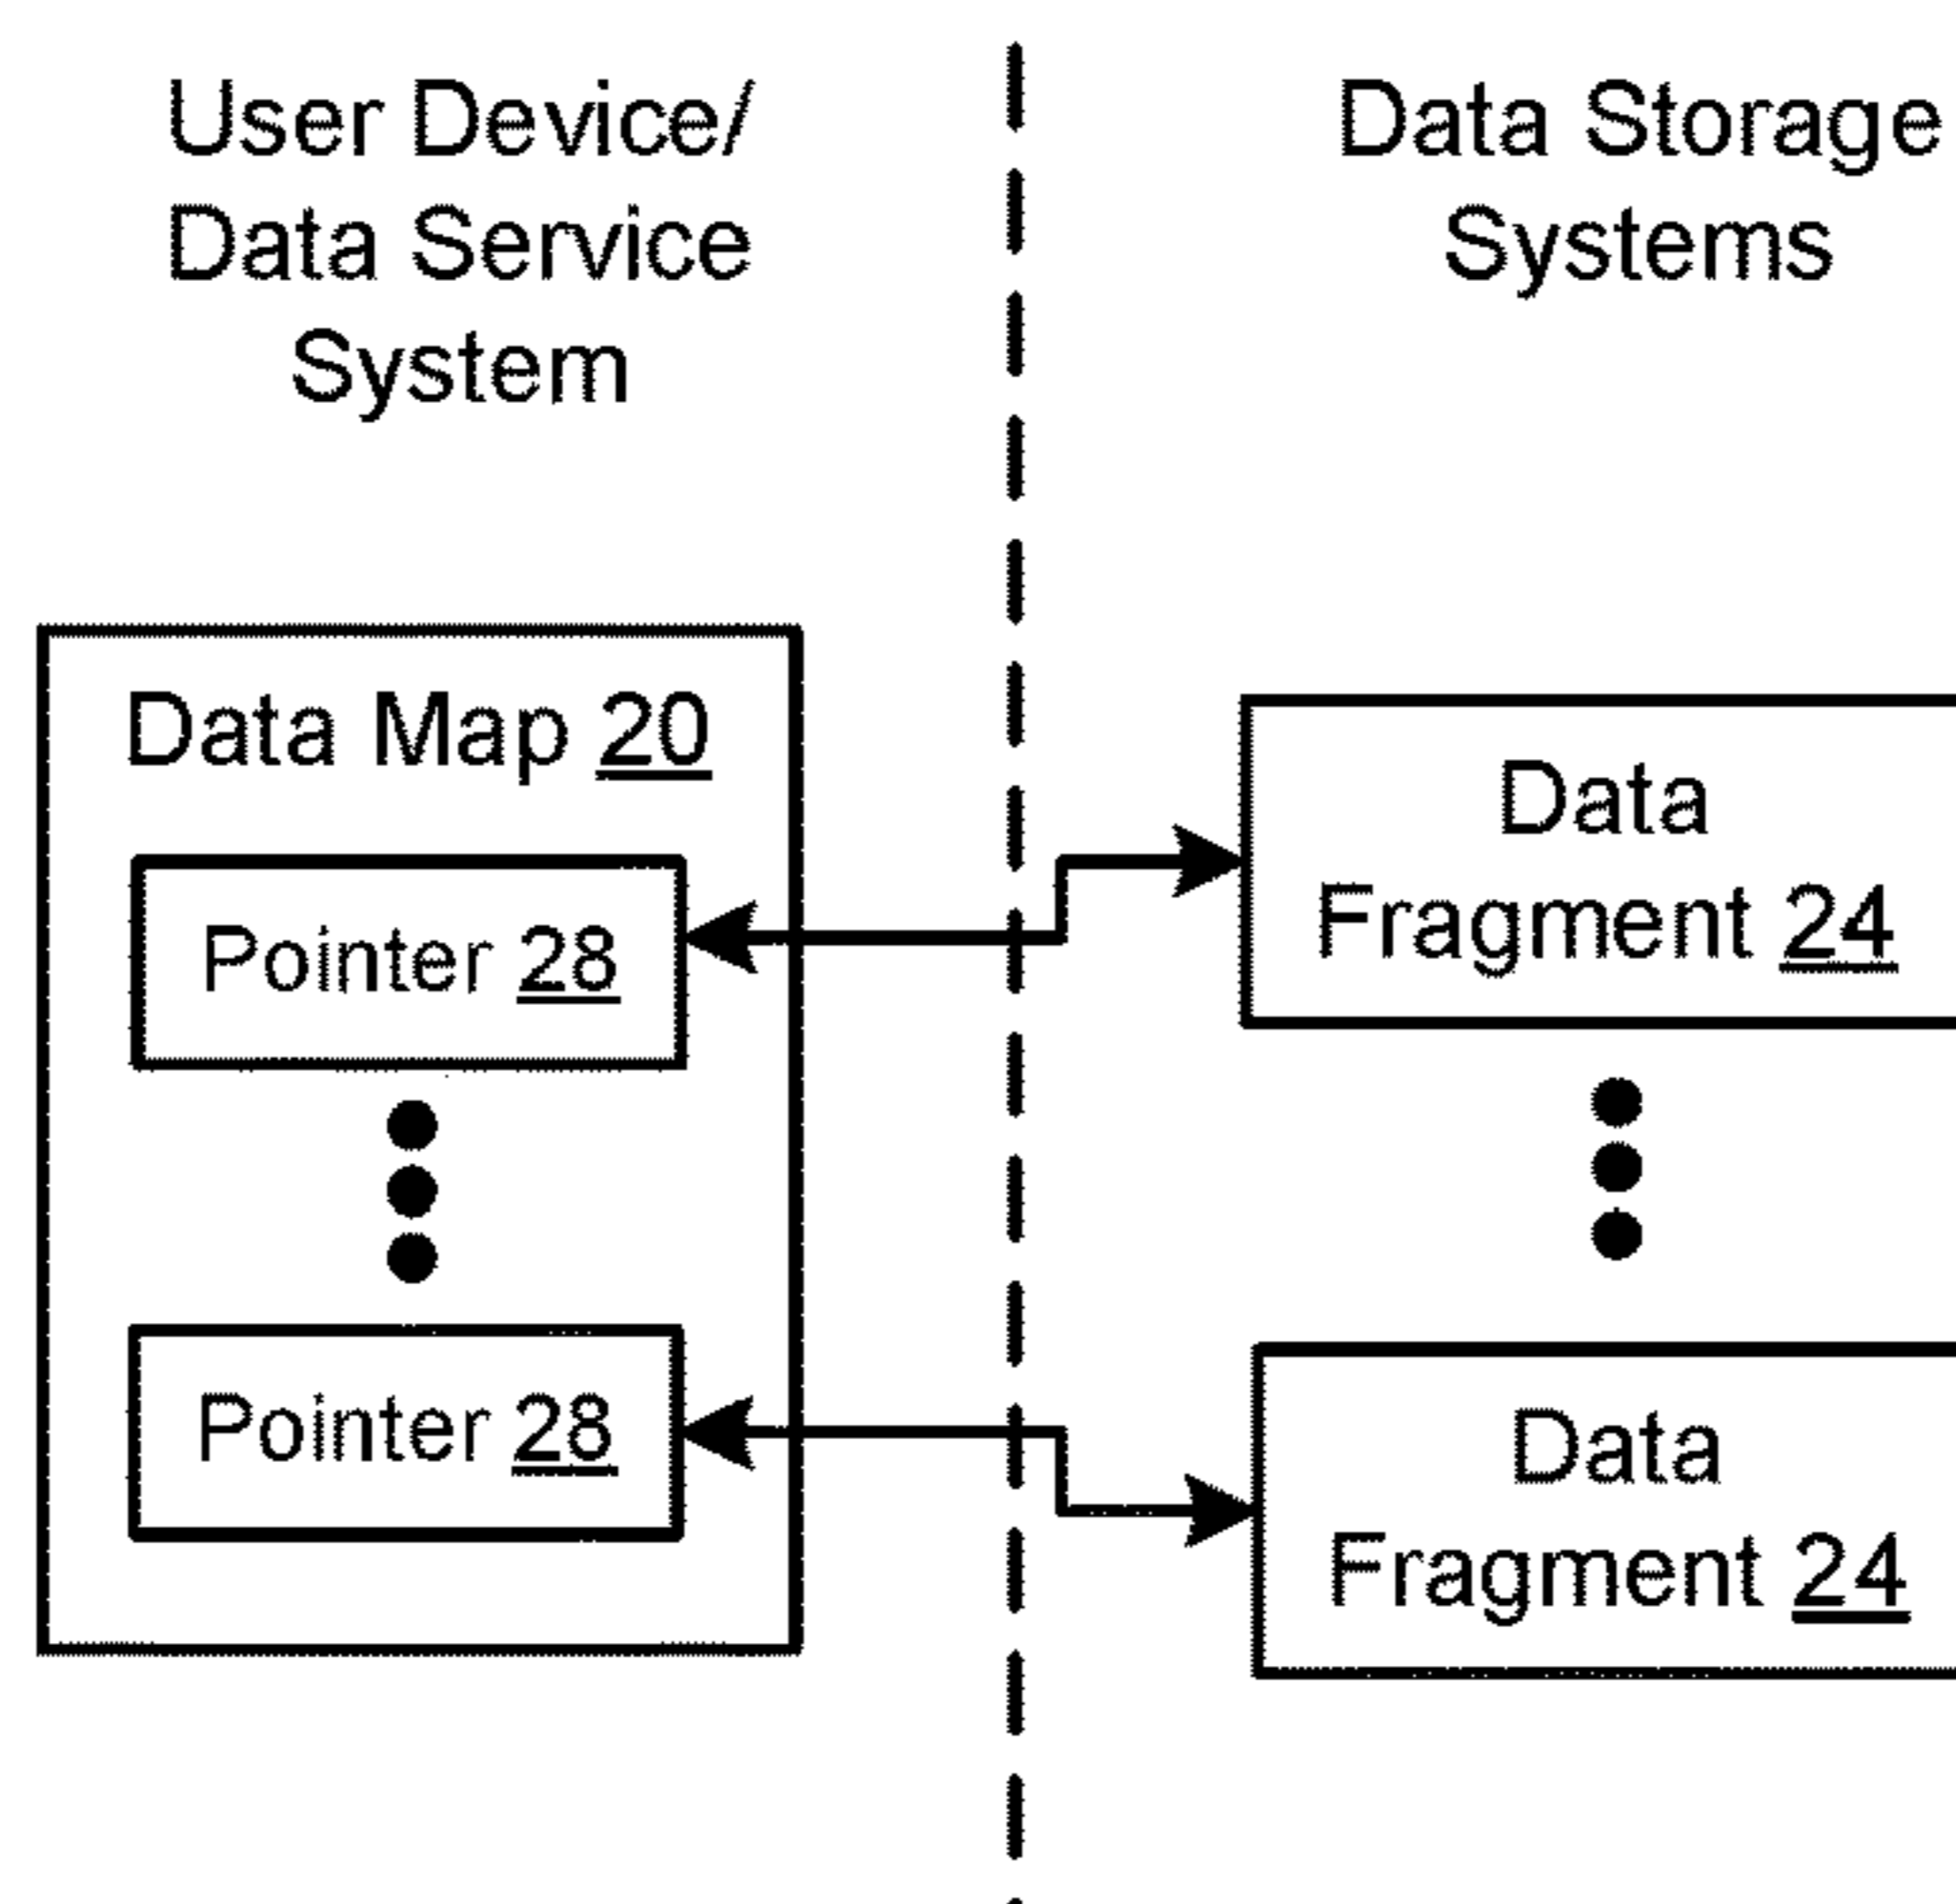 User Device/
Data Service
System
Data Storage
Systems
Data Map 20
Pointer 28
Pointer 28
Data
Fragment 24
Data
Fragment 24